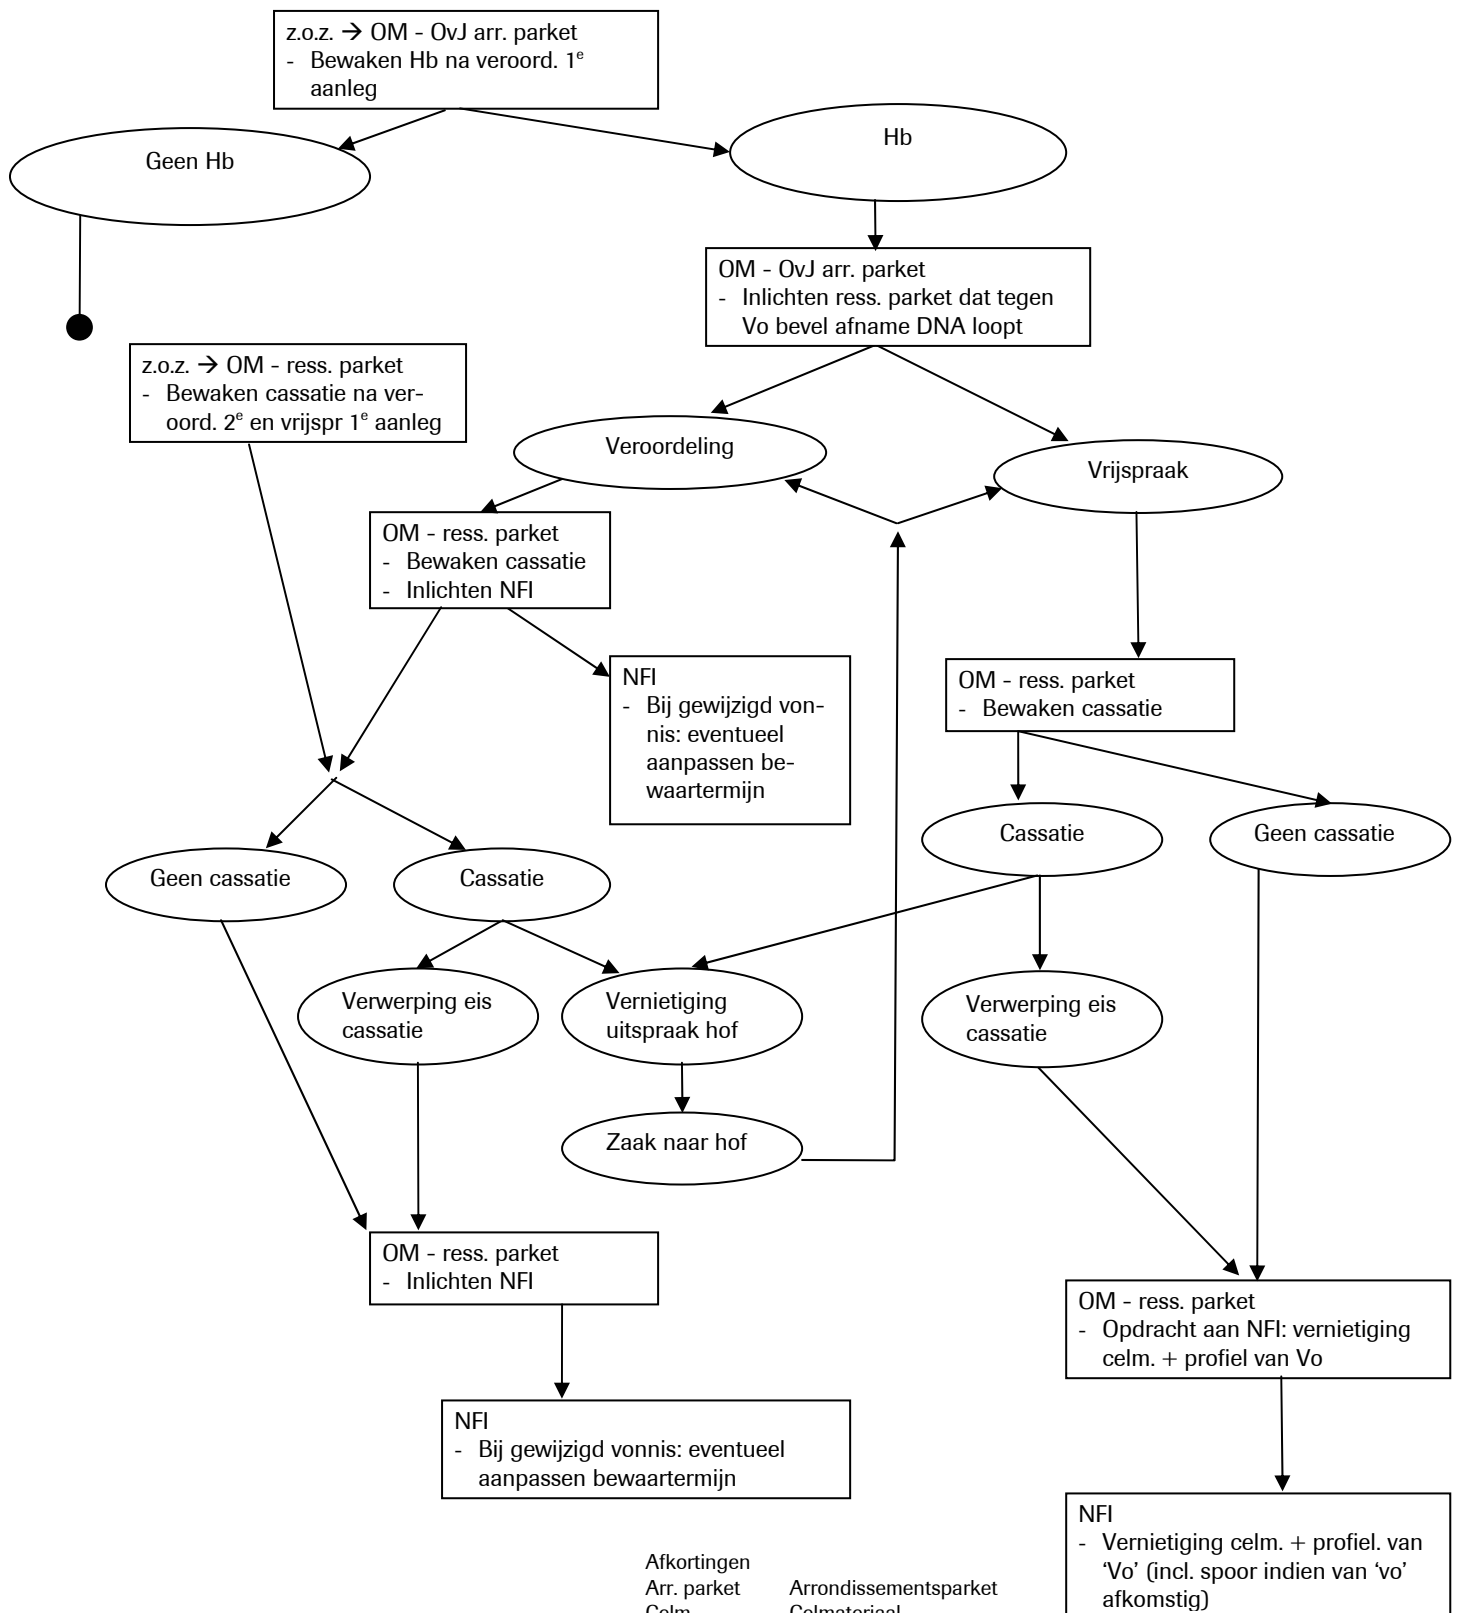 z.o.z. → OM - OvJ arr. parket
- Bewaken Hb na veroord. 1e
aanleg
Geen Hb
Hb
OM - OvJ arr. parket
- Inlichten ress. parket dat tegen
Vo bevel afname DNA loopt
z.o.z. → OM - ress. parket
- Bewaken cassatie na ver-
oord. 2e en vrijspr 1e aanleg
Veroordeling
Vrijspraak
OM - ress. parket
- Bewaken cassatie
- Inlichten NFI
NFI
- Bij gewijzigd von-
nis: eventueel
aanpassen be-
waartermijn
OM - ress. parket
- Bewaken cassatie
Cassatie
Geen cassatie
Geen cassatie
Cassatie
Verwerping eis
cassatie
Vernietiging
uitspraak hof
Verwerping eis
cassatie
Zaak naar hof
OM - ress. parket
- Inlichten NFI
OM - ress. parket
- Opdracht aan NFI: vernietiging
celm. + profiel van Vo
NFI
- Bij gewijzigd vonnis: eventueel
aanpassen bewaartermijn
NFI
- Vernietiging celm. + profiel. van
‘Vo’ (incl. spoor indien van ‘vo’
afkomstig)
Afkortingen
Arr. parket Arrondissementsparket
Celm Celmateriaal